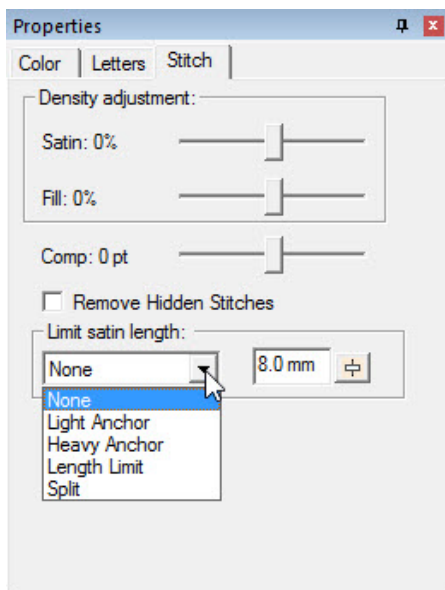 Properties
Color Letters Stitch
Density adjustment:
Satin: 0%
Fill: 0%
Comp: 0 pt
Remove Hidden Stitches
Limit satin length:
None 8.0 mm
None
Light Anchor
Heavy Anchor
Length Limit
Split